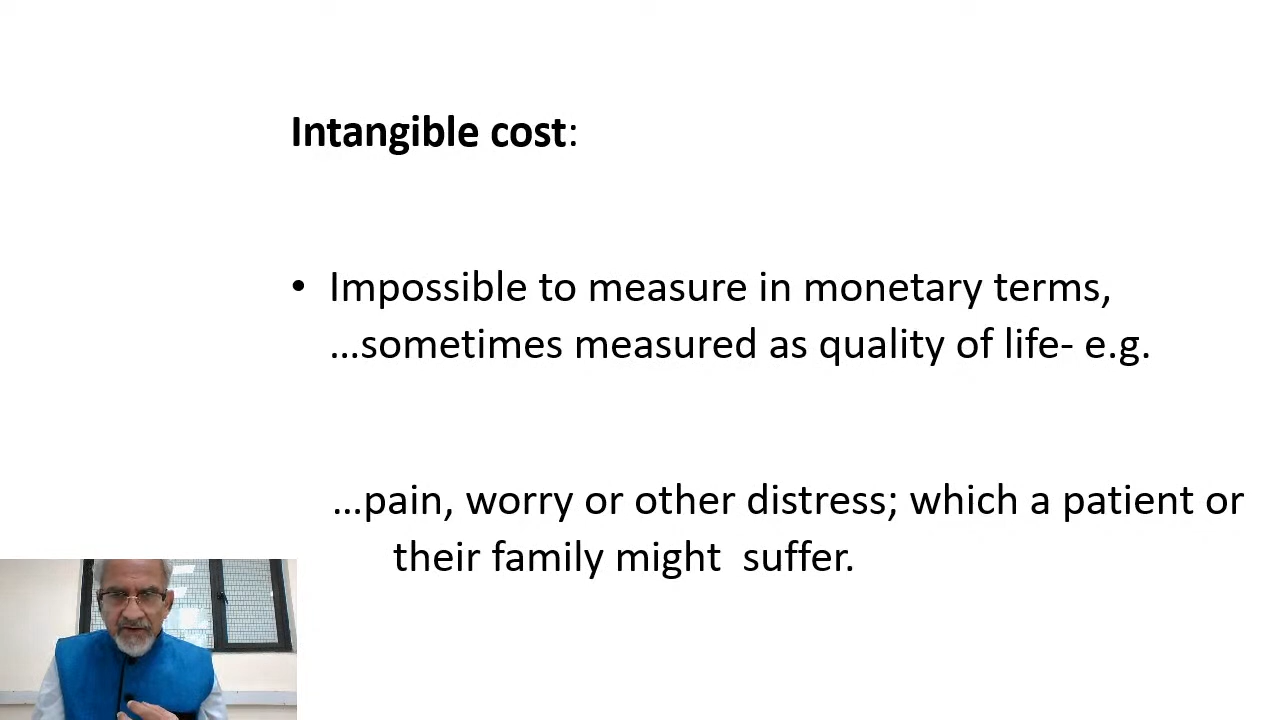 Intangible cost:
• Impossible to measure in monetary terms,
…sometimes measured as quality of life- e.g.
…pain, worry or other distress; which a patient or
their family might  suffer.